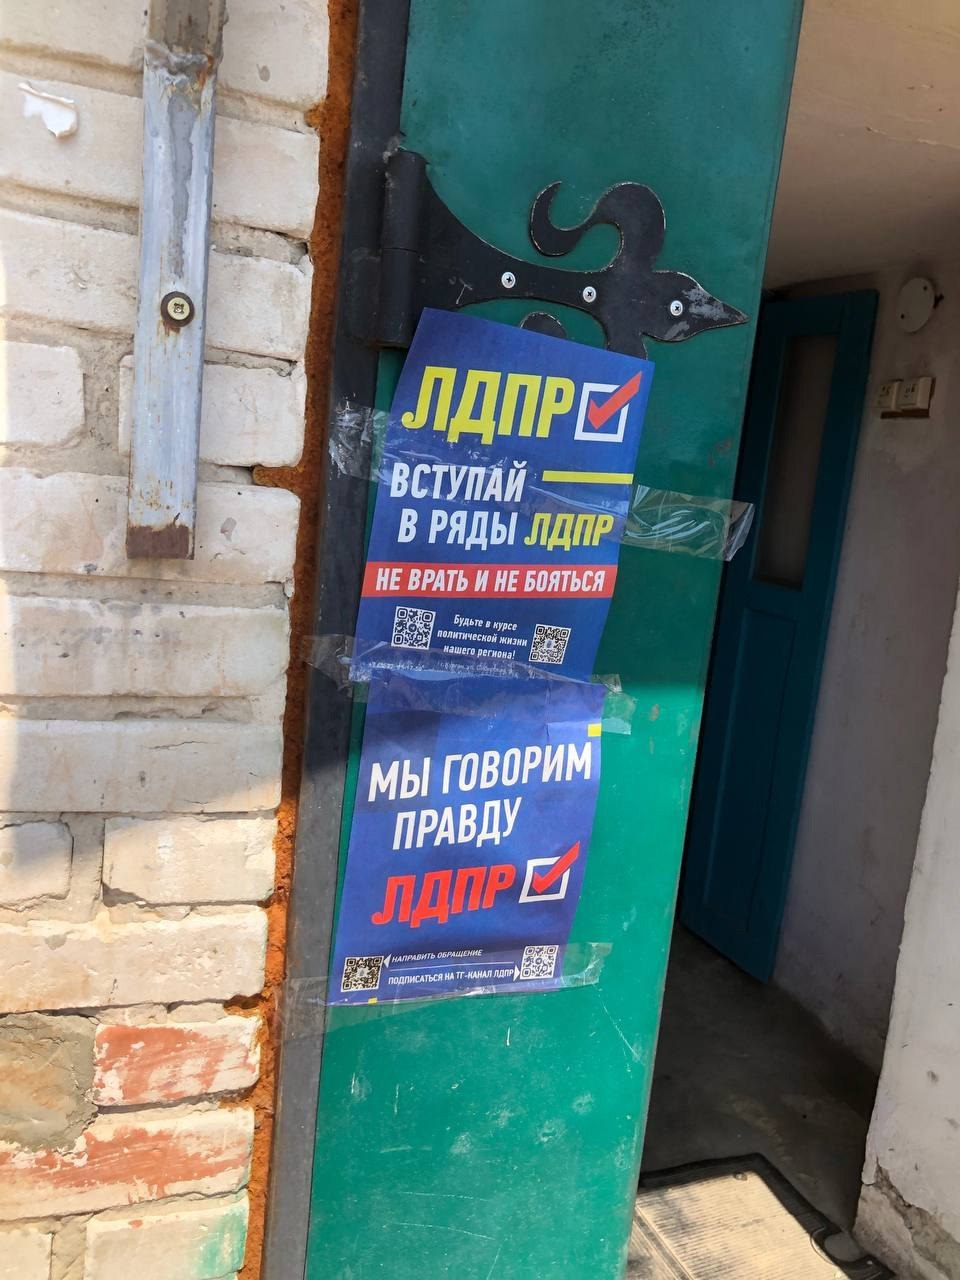 ЛДПР
ВСТУПАЙ
В РЯДЫ ЛДПР
НЕ ВРАТЬ И НЕ БОЯТЬСЯ
Будьте в курсе
политической жизни
нашего региона!
МЫ ГОВОРИМ
ПРАВДУ
ЛДПР
НАПРАВИТЬ ОБРАЩЕНИЕ
ПОДПИСАТЬСЯ НА ТГ-КАНАЛ ЛДПР